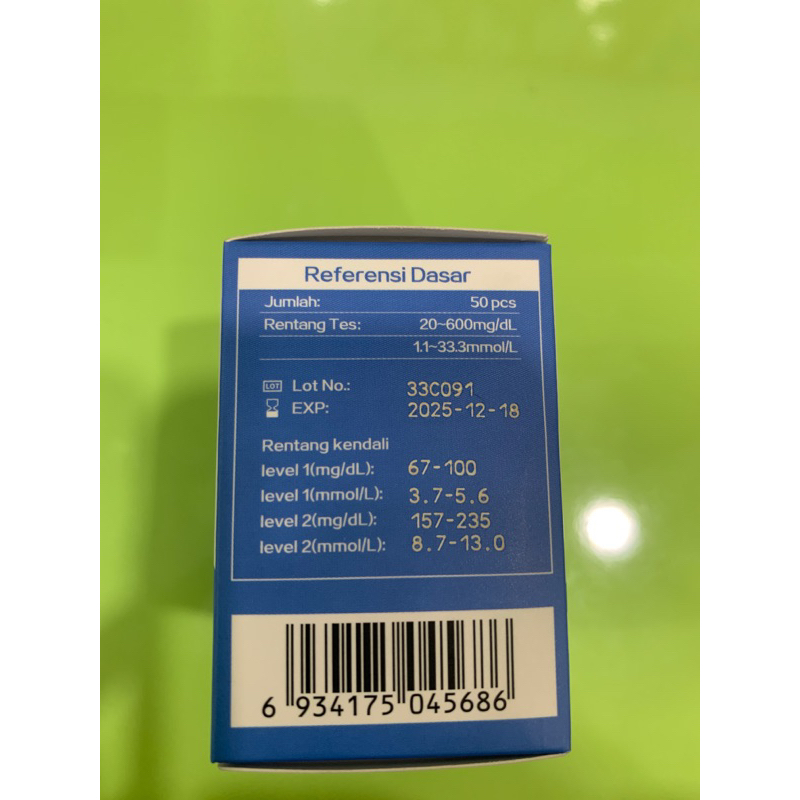 Referensi Dasar
Jumlah: 50 pcs
Rentang Tes: 20~600mg/dL
1.1~33.3mmol/L
LOT Lot No.: 33C091
EXP: 2025-12-18
Rentang kendali
level 1(mg/dL): 67-100
level 1(mmol/L): 3.7-5.6
level 2(mg/dL): 157-235
level 2(mmol/L): 8.7-13.0
6 934175 045686